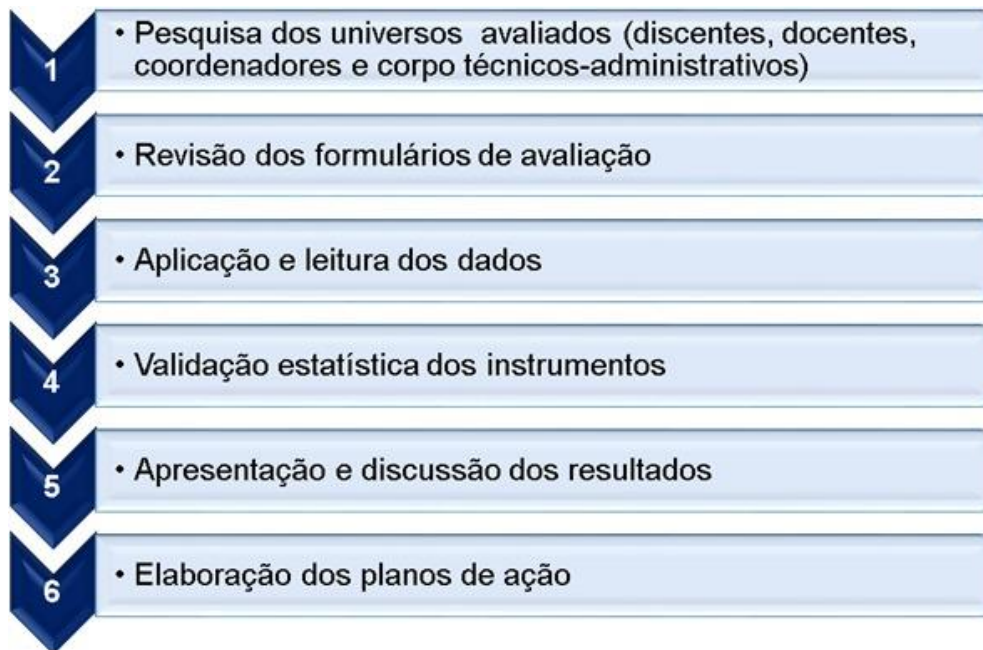 1
• Pesquisa dos universos avaliados (discentes, docentes,
coordenadores e corpo técnicos-administrativos)
2
• Revisão dos formulários de avaliação
3
• Aplicação e leitura dos dados
4
• Validação estatística dos instrumentos
5
• Apresentação e discussão dos resultados
6
• Elaboração dos planos de ação